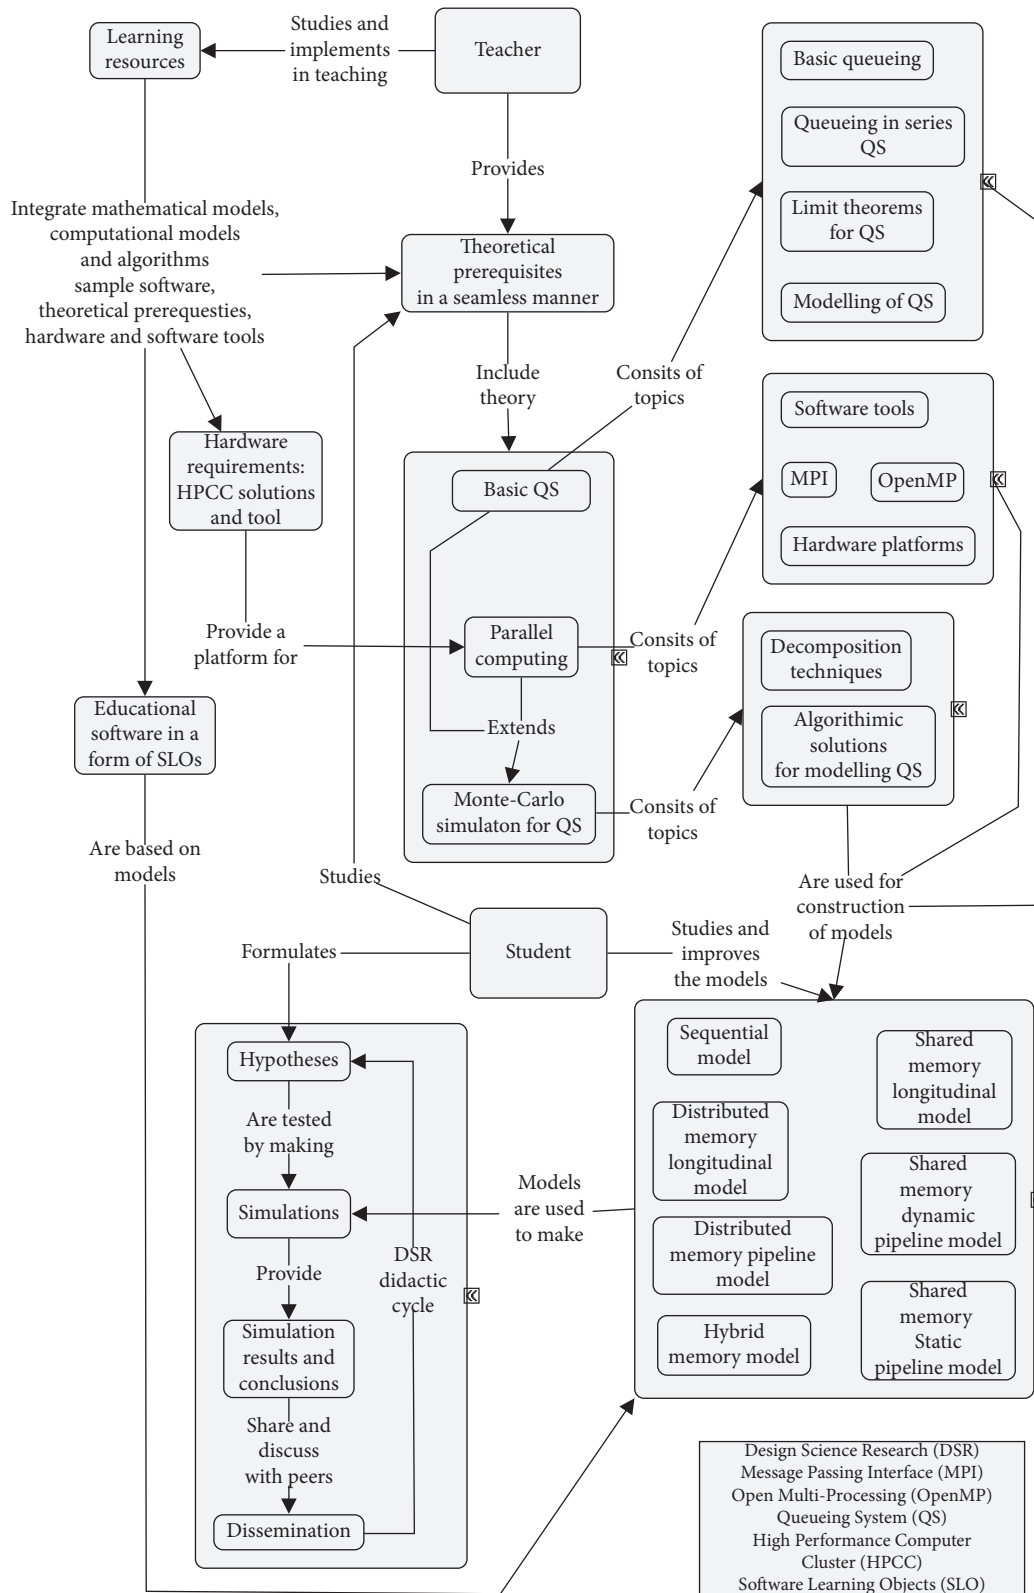 Learning
resources
Studies and
implements
in teaching
Teacher
Provides
Integrate mathematical models,
computational models
and algorithms
sample software,
theoretical prerequesties,
hardware and software tools
Theoretical
prerequisites
in a seamless manner
Include
theory
Hardware
requirements:
HPCC solutions
and tool
Provide a
platform for
Basic QS
Parallel
computing
Extends
Monte-Carlo
simulaton for QS
Consits of
topics
Consits of
topics
Consits of
topics
Basic queueing
Queueing in series
QS
Limit theorems
for QS
Modelling of QS
Software tools
MPI
OpenMP
Hardware platforms
Decomposition
techniques
Algorithimic
solutions
for modelling QS
Educational
software in a
form of SLOs
Are based on
models
Studies
Student
Formulates
Studies and
improves
the models
Are used for
construction
of models
Hypotheses
Are tested
by making
Simulations
Provide
Simulation
results and
conclusions
Share and
discuss
with peers
Dissemination
DSR
didactic
cycle
Models
are used
to make
Sequential
model
Distributed
memory
longitudinal
model
Distributed
memory pipeline
model
Hybrid
memory model
Shared
memory
longitudinal
model
Shared
memory
dynamic
pipeline model
Shared
memory
Static
pipeline model
Design Science Research (DSR)
Message Passing Interface (MPI)
Open Multi-Processing (OpenMP)
Queueing System (QS)
High Performance Computer
Cluster (HPCC)
Software Learning Objects (SLO)